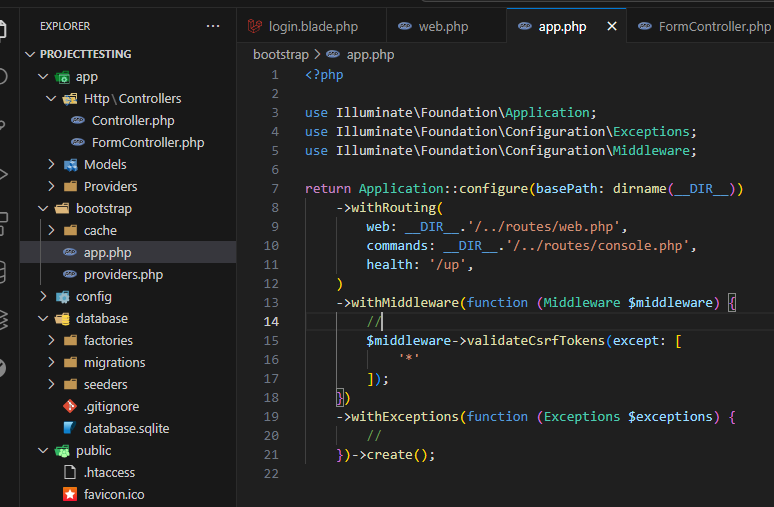 EXPLORER ...
PROJECTTESTING
app
Http\Controllers
Controller.php
FormController.php
Models
Providers
bootstrap
cache
app.php
providers.php
config
database
factories
migrations
seeders
.gitignore
database.sqlite
public
.htaccess
favicon.ico
login.blade.php web.php app.php FormController.php
bootstrap > app.php
1 <?php
2
3 use Illuminate\Foundation\Application;
4 use Illuminate\Foundation\Configuration\Exceptions;
5 use Illuminate\Foundation\Configuration\Middleware;
6
7 return Application::configure(basePath: dirname(__DIR__))
8 ->withRouting(
9 web: __DIR__.'/../routes/web.php',
10 commands: __DIR__.'/../routes/console.php',
11 health: '/up',
12 )
13 ->withMiddleware(function (Middleware $middleware) {
14 //
15 $middleware->validateCsrfTokens(except: [
16 '*'
17 ]);
18 })
19 ->withExceptions(function (Exceptions $exceptions) {
20 //
21 })->create();
22